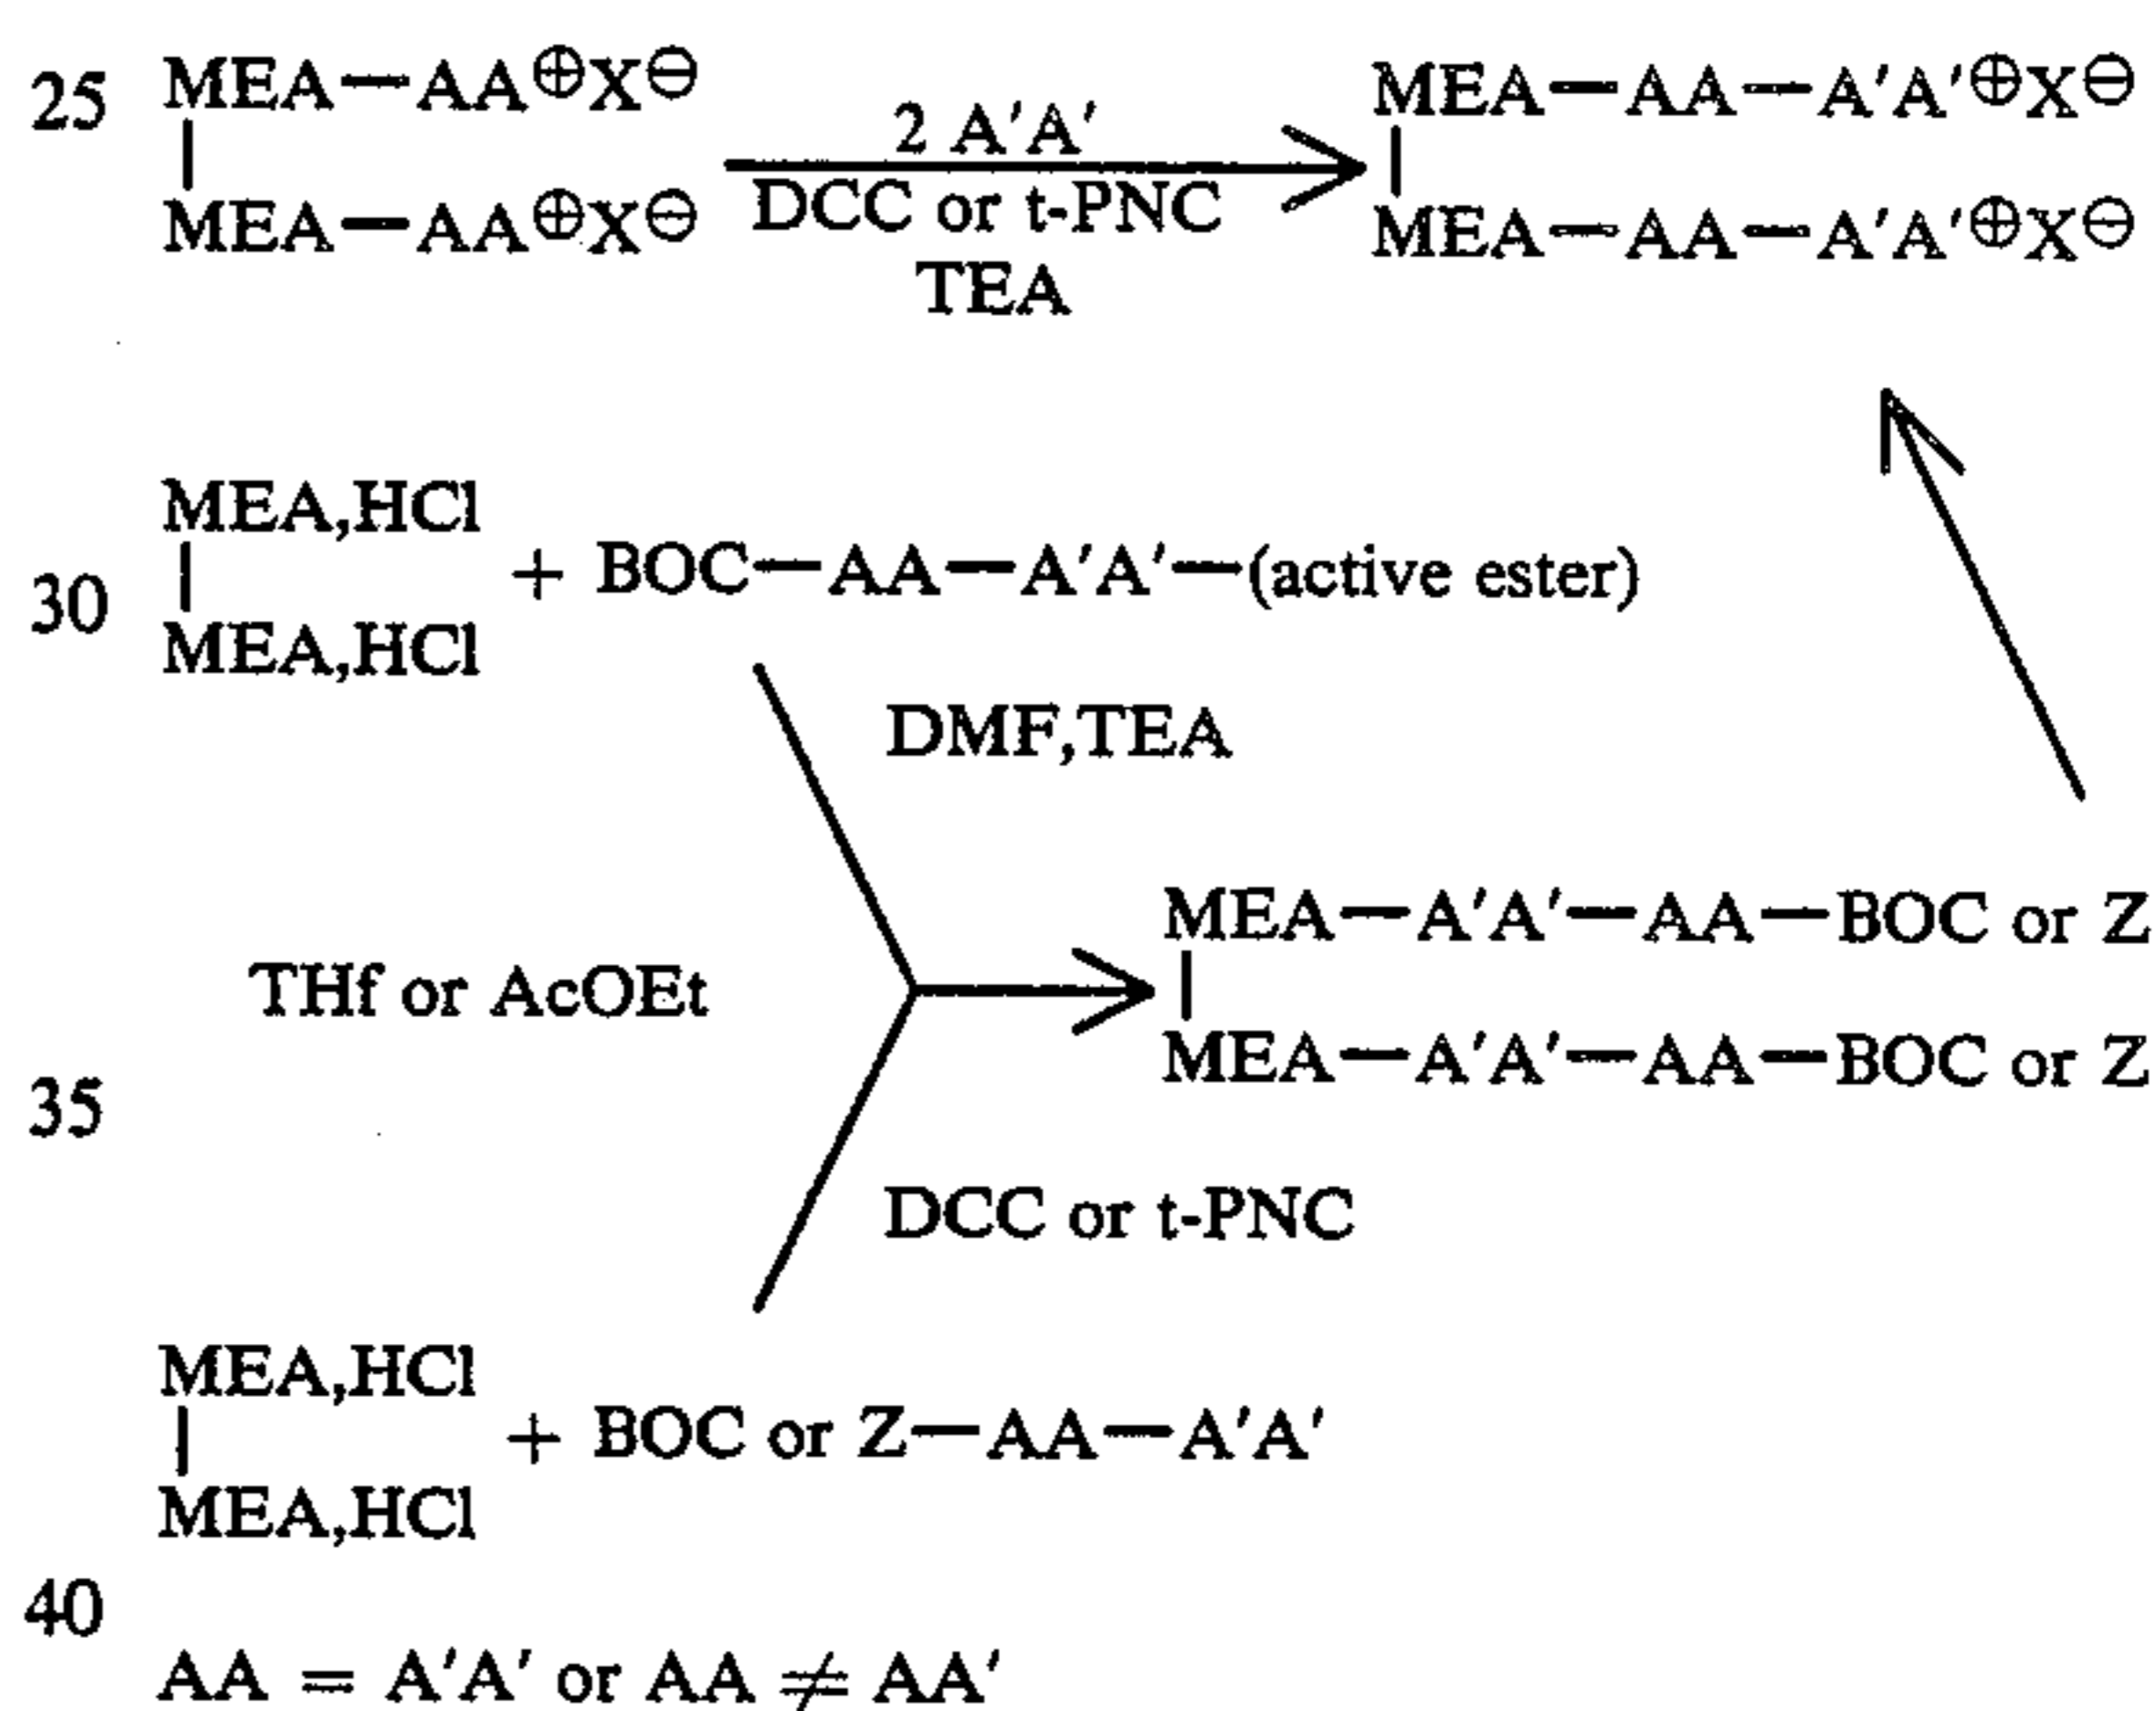 25 MEA—AA⊕X⊖ MEA—AA—A'A'⊕X⊖
2 A'A'
DCC or t-PNC
MEA—AA⊕X⊖ MEA—AA—A'A'⊕X⊖
TEA
MEA,HCl
30 + BOC—AA—A'A'—(active ester)
MEA,HCl
DMF,TEA
MEA—A'A'—AA—BOC or Z
THf or AcOEt
MEA—A'A'—AA—BOC or Z
35
DCC or t-PNC
MEA,HCl
+ BOC or Z—AA—A'A'
MEA,HCl
40
AA = A'A' or AA ≠ AA'